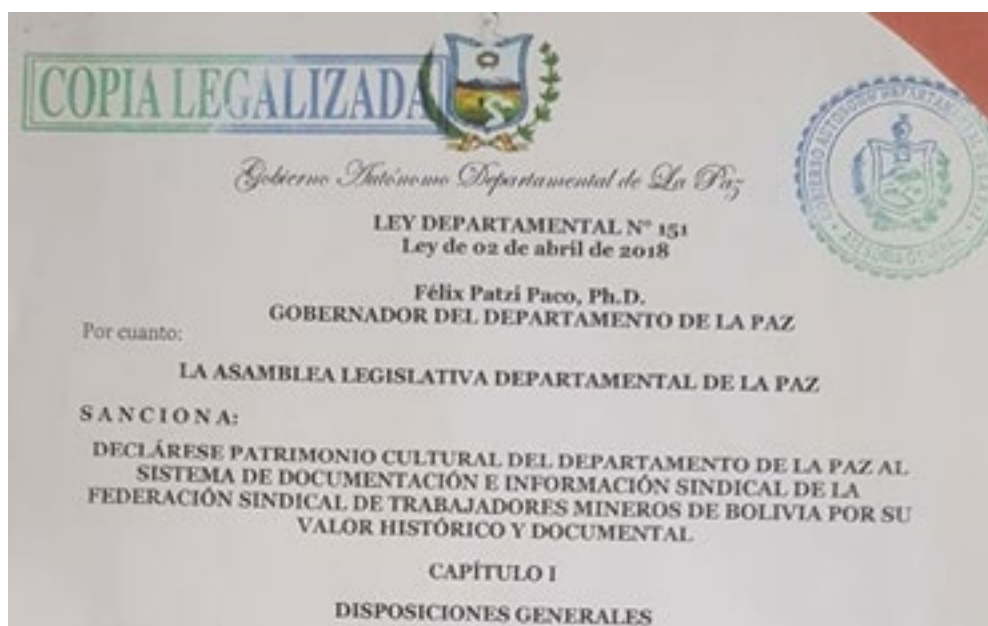 COPIA LEGALIZADA
Gobierno Autónomo Departamental de La Paz
LEY DEPARTAMENTAL N° 151
Ley de 02 de abril de 2018
Félix Patzi Paco, Ph.D.
GOBERNADOR DEL DEPARTAMENTO DE LA PAZ
Por cuanto:
LA ASAMBLEA LEGISLATIVA DEPARTAMENTAL DE LA PAZ
SANCIONA:
DECLÁRESE PATRIMONIO CULTURAL DEL DEPARTAMENTO DE LA PAZ AL
SISTEMA DE DOCUMENTACIÓN E INFORMACIÓN SINDICAL DE LA
FEDERACIÓN SINDICAL DE TRABAJADORES MINEROS DE BOLIVIA POR SU
VALOR HISTÓRICO Y DOCUMENTAL
CAPÍTULO I
DISPOSICIONES GENERALES